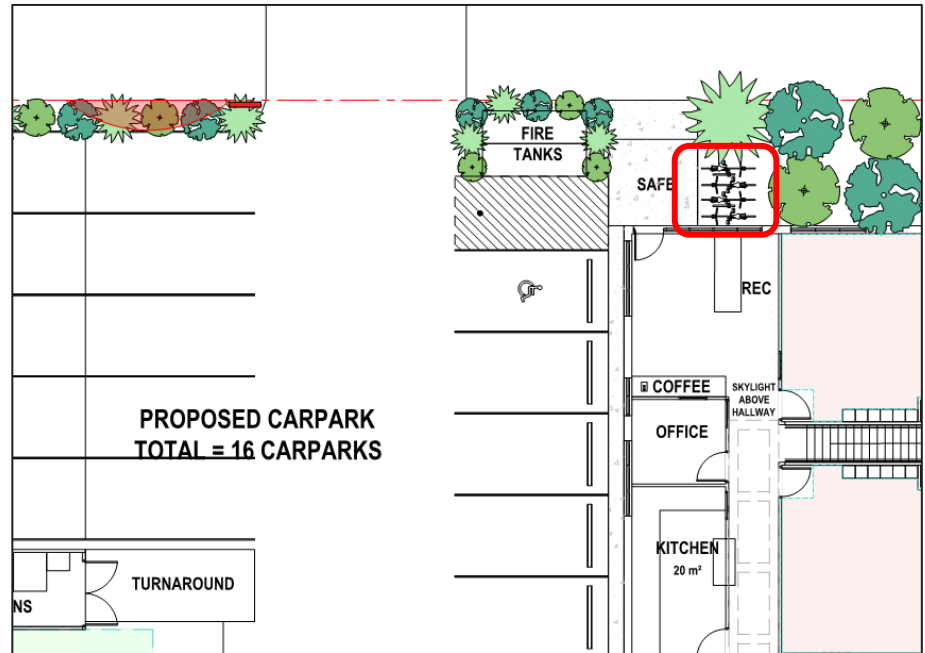 FIRE
TANKS
SAFE
REC
COFFEE
SKYLIGHT
ABOVE
HALLWAY
PROPOSED CARPARK
TOTAL = 16 CARPARKS
OFFICE
KITCHEN
20 m²
TURNAROUND
NS